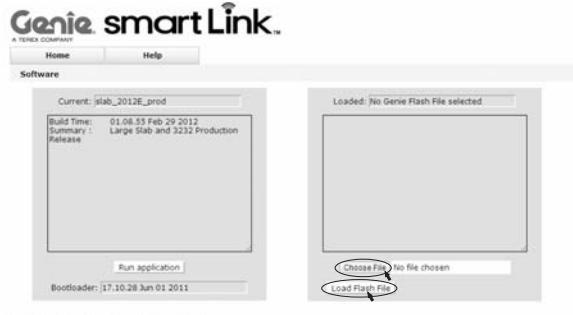 Genie. smart Link™
A TEREX COMPANY
Home Help
Software
Current: slab_2012E_prod
Build Time: 01.08.55 Feb 29 2012
Summary : Large Slab and 3232 Production
Release
Run application
Bootloader: 17.10.28 Jun 01 2011
Loaded: No Genie Flash File selected
Choose File No file chosen
Load Flash File